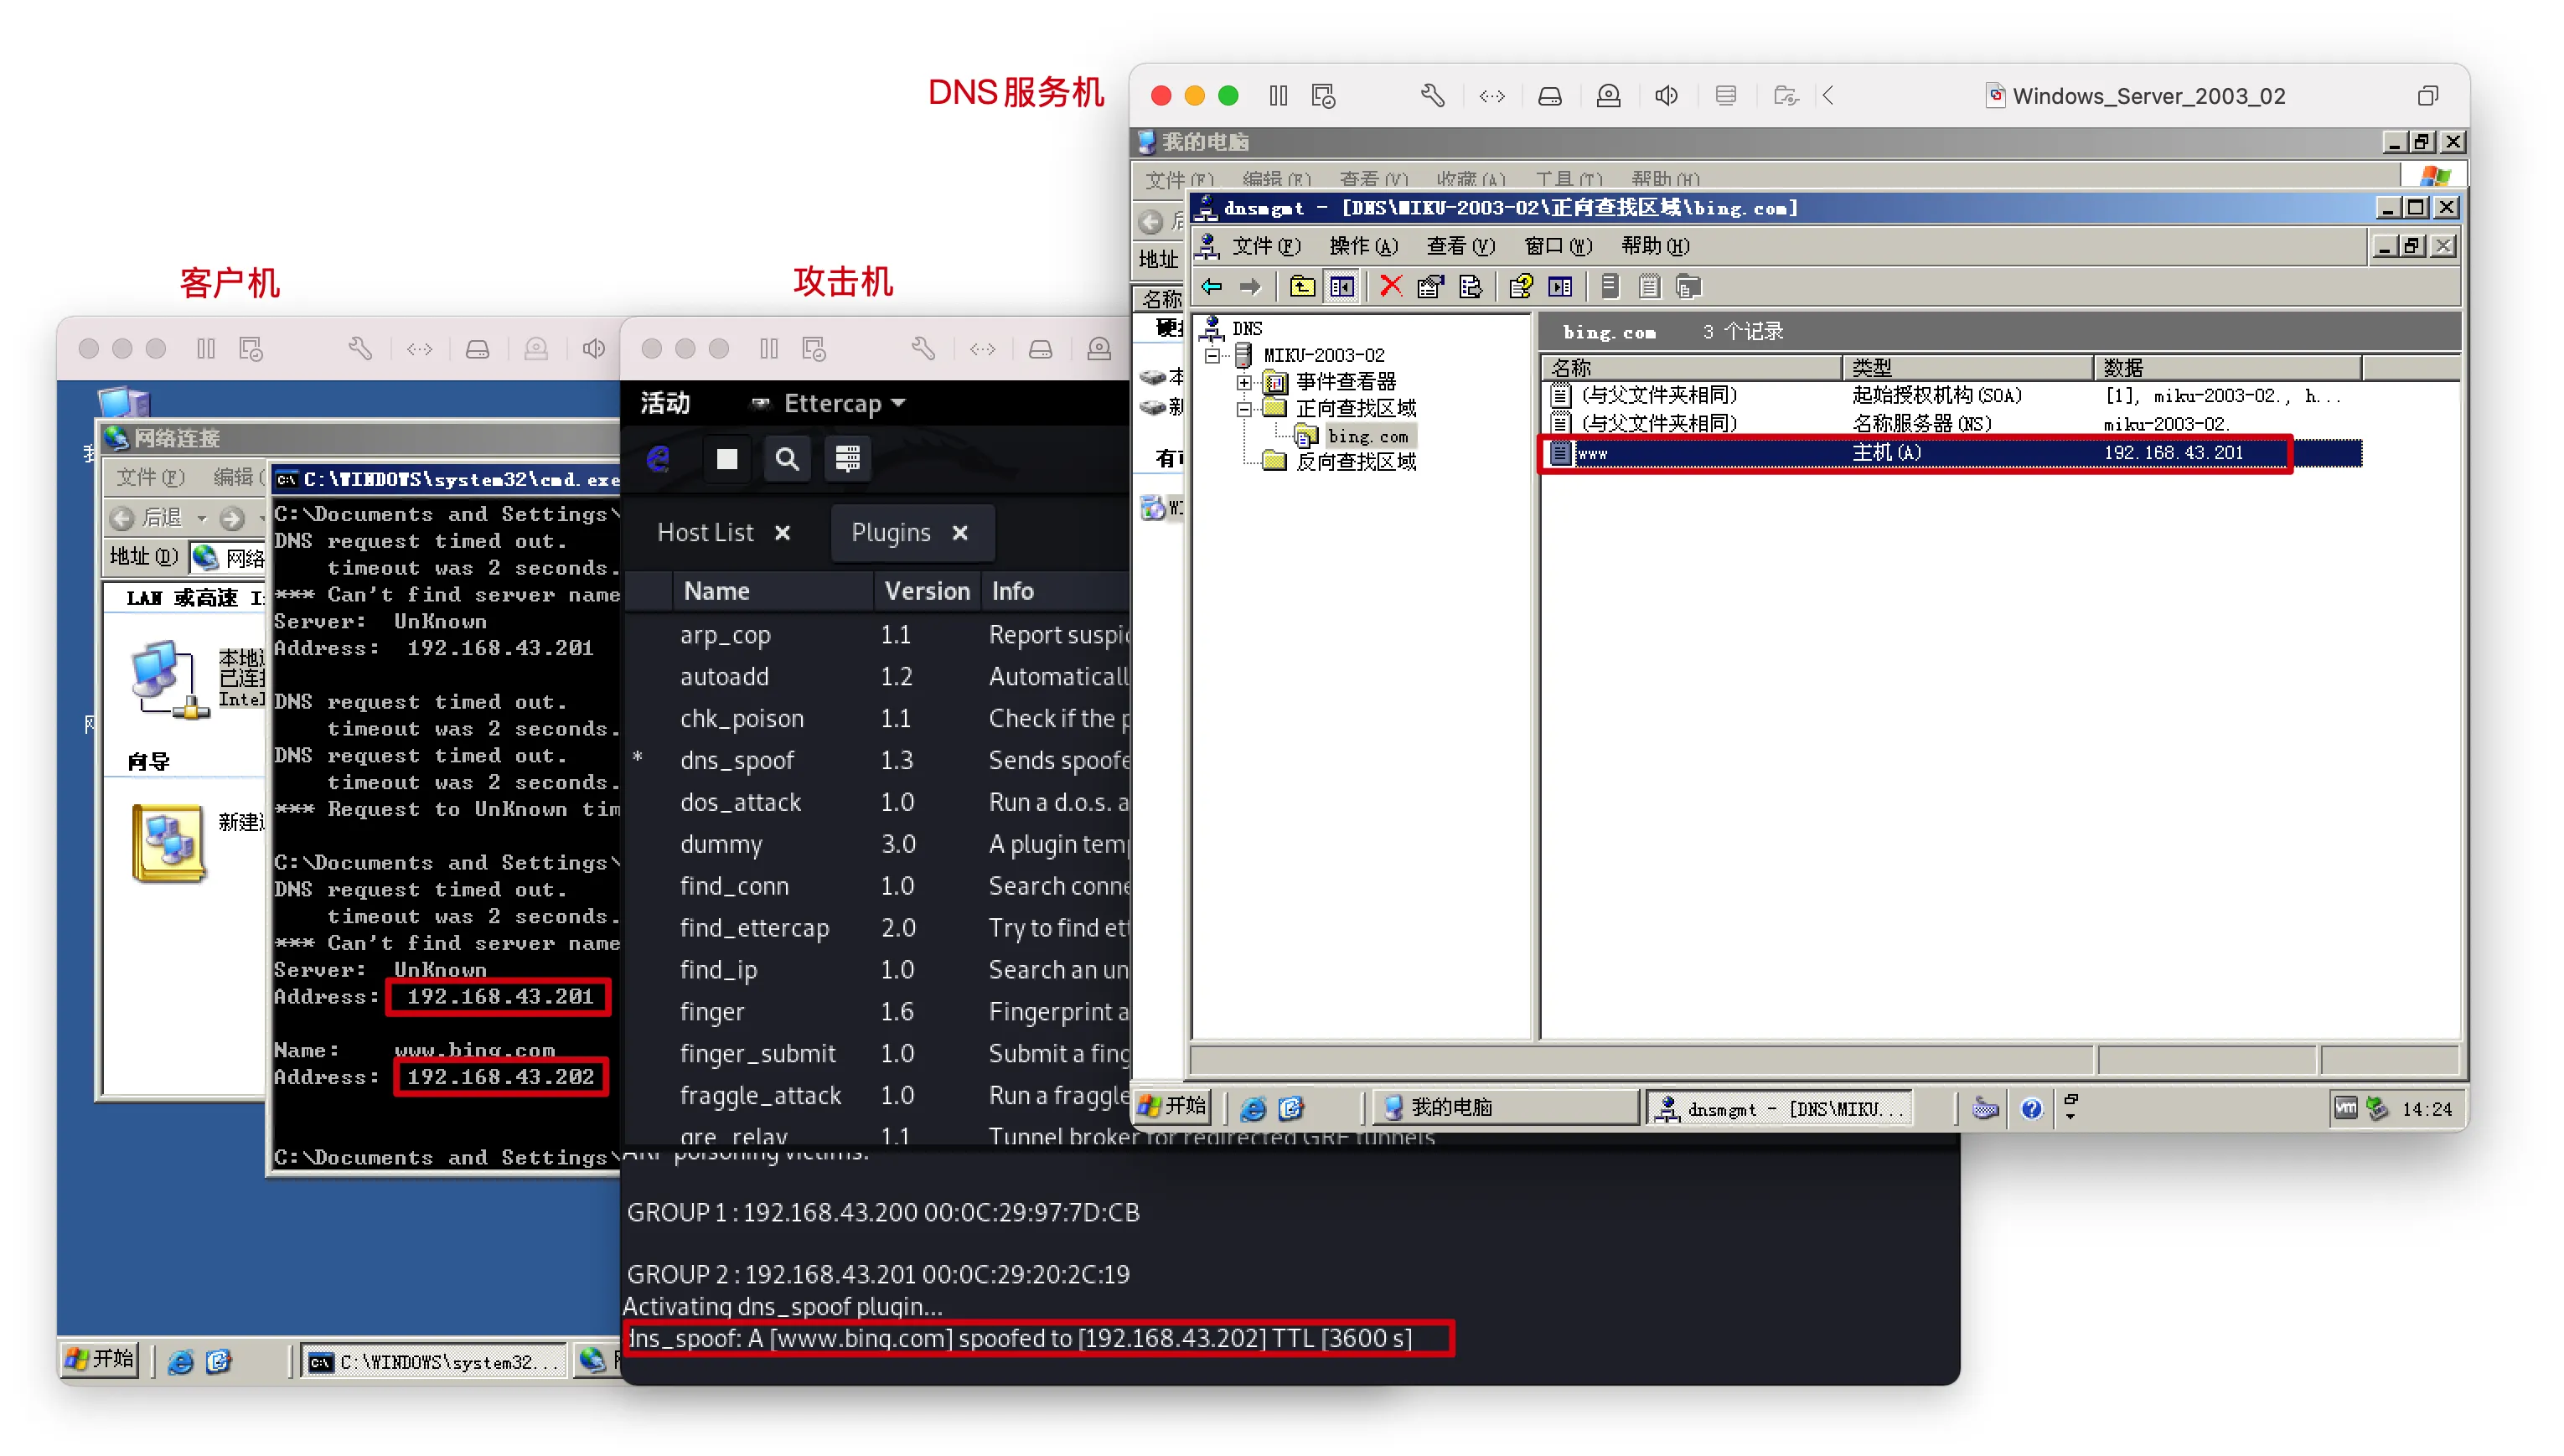 DNS服务机
客户机
攻击机
Windows_Server_2003_02
我的电脑
文件(F) 编辑(E) 查看(V) 收藏(A) 工具(T) 帮助(H)
地址
名称
dnsmgmt - [DNS\MIKU-2003-02\正向查找区域\bing.com]
文件(F) 操作(A) 查看(V) 窗口(W) 帮助(H)
DNS
MIKU-2003-02
事件查看器
正向查找区域
bing.com
反向查找区域
bing.com 3 个记录
名称 类型 数据
(与父文件夹相同) 起始授权机构(SOA) [1], miku-2003-02., h...
(与父文件夹相同) 名称服务器(NS) miku-2003-02.
www 主机(A) 192.168.43.201
开始 我的电脑 dnsmgmt - [DNS\MIKU... 14:24
网络连接
文件(F) 编辑(
后退
地址(D) 网络
LAN 或高速 I
Intel
向导
新建
C:\WINDOWS\system32\cmd.exe
C:\Documents and Settings\
DNS request timed out.
timeout was 2 seconds.
*** Can't find server name
Server: UnKnown
Address: 192.168.43.201
DNS request timed out.
timeout was 2 seconds.
DNS request timed out.
timeout was 2 seconds.
*** Request to UnKnown tim
C:\Documents and Settings\
DNS request timed out.
timeout was 2 seconds.
*** Can't find server name
Server: UnKnown
Address: 192.168.43.201
Name: www.bing.com
Address: 192.168.43.202
C:\Documents and Settings\
开始 C:\WINDOWS\system32...
活动 Ettercap
Host List Plugins
Name Version Info
arp_cop 1.1 Report suspic
autoadd 1.2 Automaticall
chk_poison 1.1 Check if the p
* dns_spoof 1.3 Sends spoofe
dos_attack 1.0 Run a d.o.s. a
dummy 3.0 A plugin temp
find_conn 1.0 Search conne
find_ettercap 2.0 Try to find ett
find_ip 1.0 Search an un
finger 1.6 Fingerprint a
finger_submit 1.0 Submit a fing
fraggle_attack 1.0 Run a fraggle
gre_relay 1.1 Tunnel broker for redirected GRE tunnels
ARP poisoning victims:
GROUP 1 : 192.168.43.200 00:0C:29:97:7D:CB
GROUP 2 : 192.168.43.201 00:0C:29:20:2C:19
Activating dns_spoof plugin...
dns_spoof: A [www.bing.com] spoofed to [192.168.43.202] TTL [3600 s]